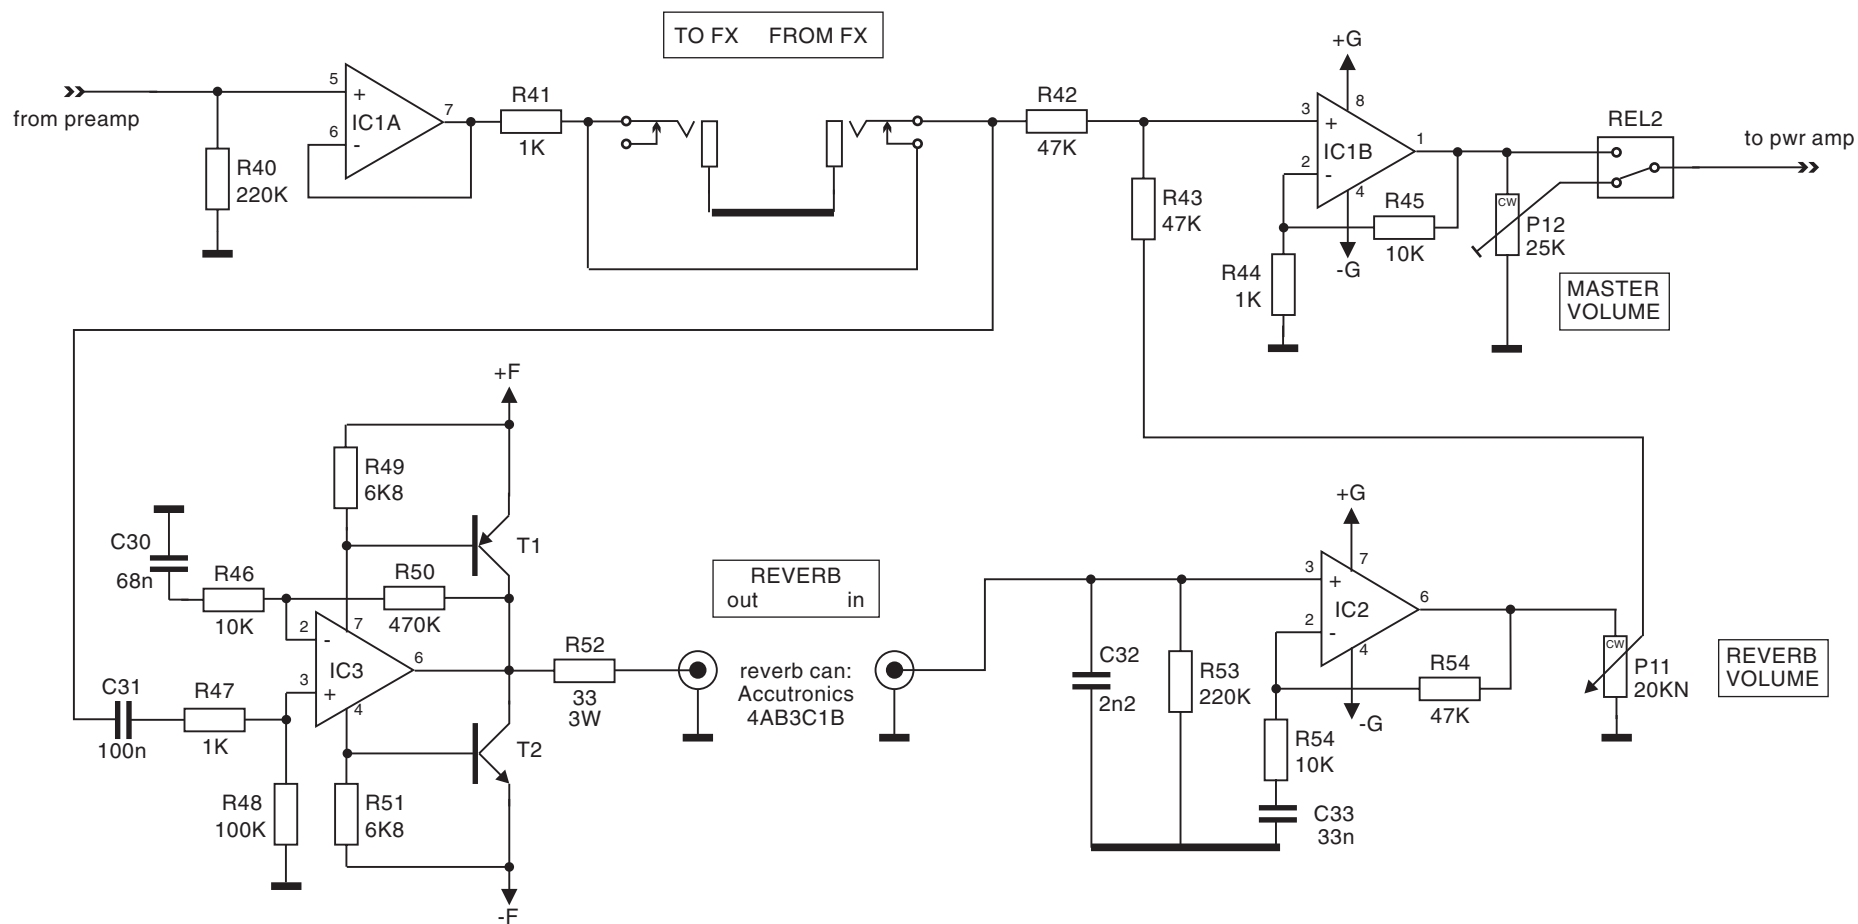 TO FX FROM FX
from preamp
R40
220K
5
6
+
-
IC1A
7
R41
1K
R42
47K
R43
47K
+G
3
2
+
-
8
IC1B
4
1
-G
R45
10K
R44
1K
CW
P12
25K
MASTER
VOLUME
REL2
to pwr amp
+F
R49
6K8
T1
C30
68n
R46
10K
R50
470K
2
3
-
+
7
IC3
4
6
C31
100n
R47
1K
R48
100K
R51
6K8
T2
-F
R52
33
3W
REVERB
out in
reverb can:
Accutronics
4AB3C1B
C32
2n2
R53
220K
+G
3
2
+
-
7
IC2
4
6
-G
R54
47K
R54
10K
C33
33n
CW
P11
20KN
REVERB
VOLUME